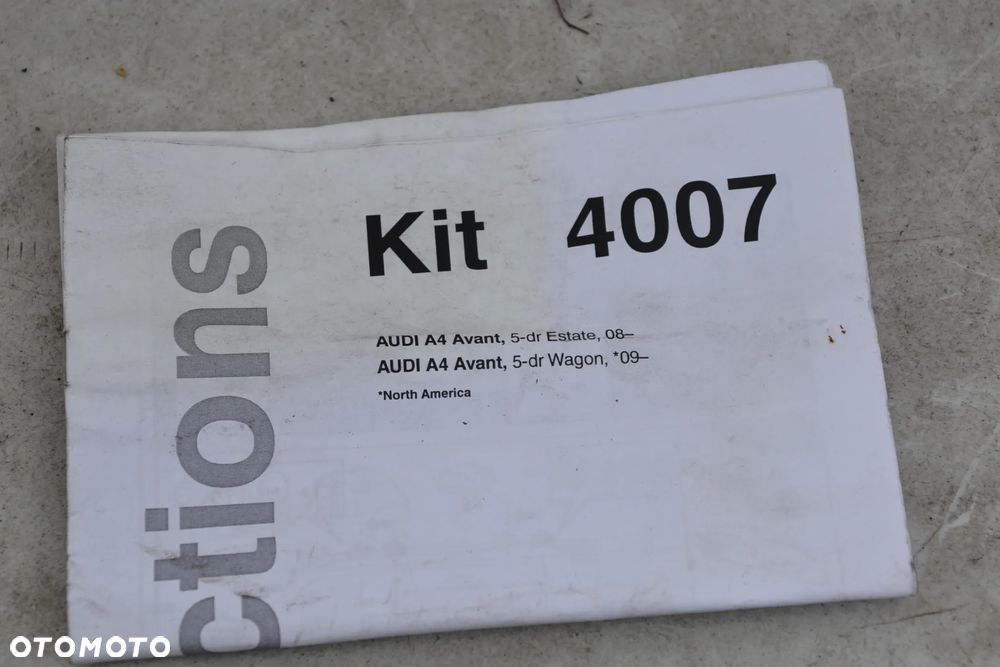 Kit 4007
AUDI A4 Avant, 5-dr Estate, 08–
AUDI A4 Avant, 5-dr Wagon, *09–
*North America
ctions
OTOMOTO